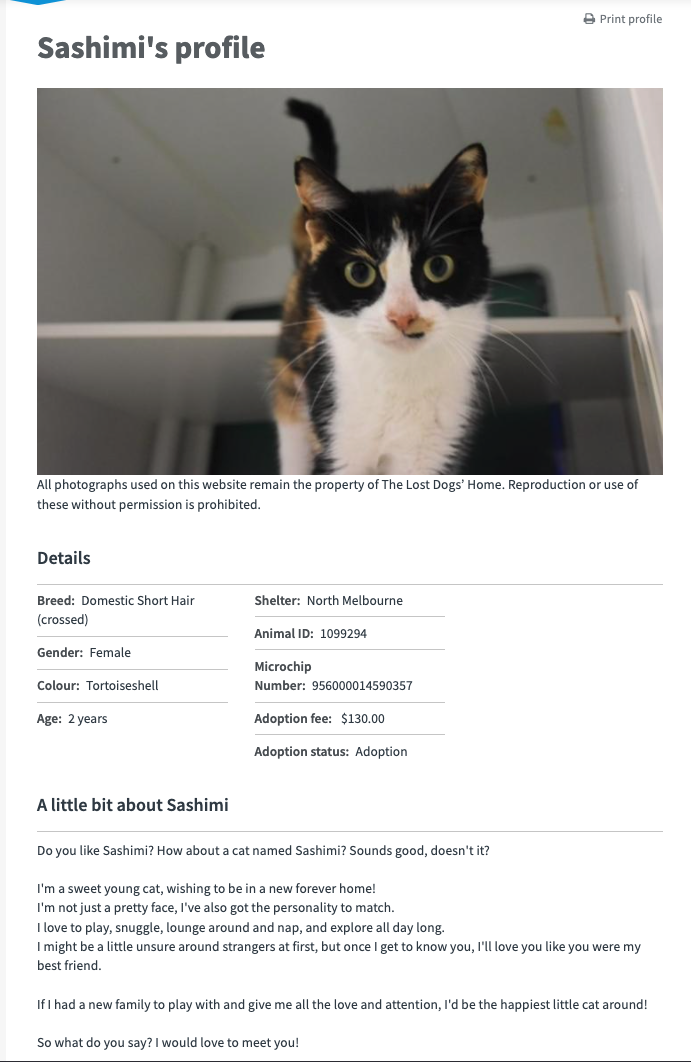 Print profile
Sashimi's profile
All photographs used on this website remain the property of The Lost Dogs’ Home. Reproduction or use of
these without permission is prohibited.
Details
Breed: Domestic Short Hair
(crossed)
Gender: Female
Colour: Tortoiseshell
Age: 2 years
Shelter: North Melbourne
Animal ID: 1099294
Microchip
Number: 956000014590357
Adoption fee: $130.00
Adoption status: Adoption
A little bit about Sashimi
Do you like Sashimi? How about a cat named Sashimi? Sounds good, doesn't it?
I'm a sweet young cat, wishing to be in a new forever home!
I'm not just a pretty face, I've also got the personality to match.
I love to play, snuggle, lounge around and nap, and explore all day long.
I might be a little unsure around strangers at first, but once I get to know you, I'll love you like you were my
best friend.
If I had a new family to play with and give me all the love and attention, I'd be the happiest little cat around!
So what do you say? I would love to meet you!